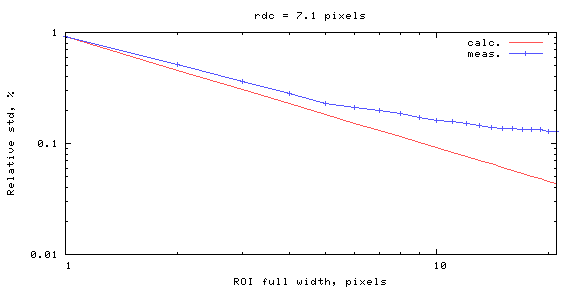 rdc = 7.1 pixels
calc.
meas.
1
0.1
0.01
Relative std, %
1
10
ROI full width, pixels